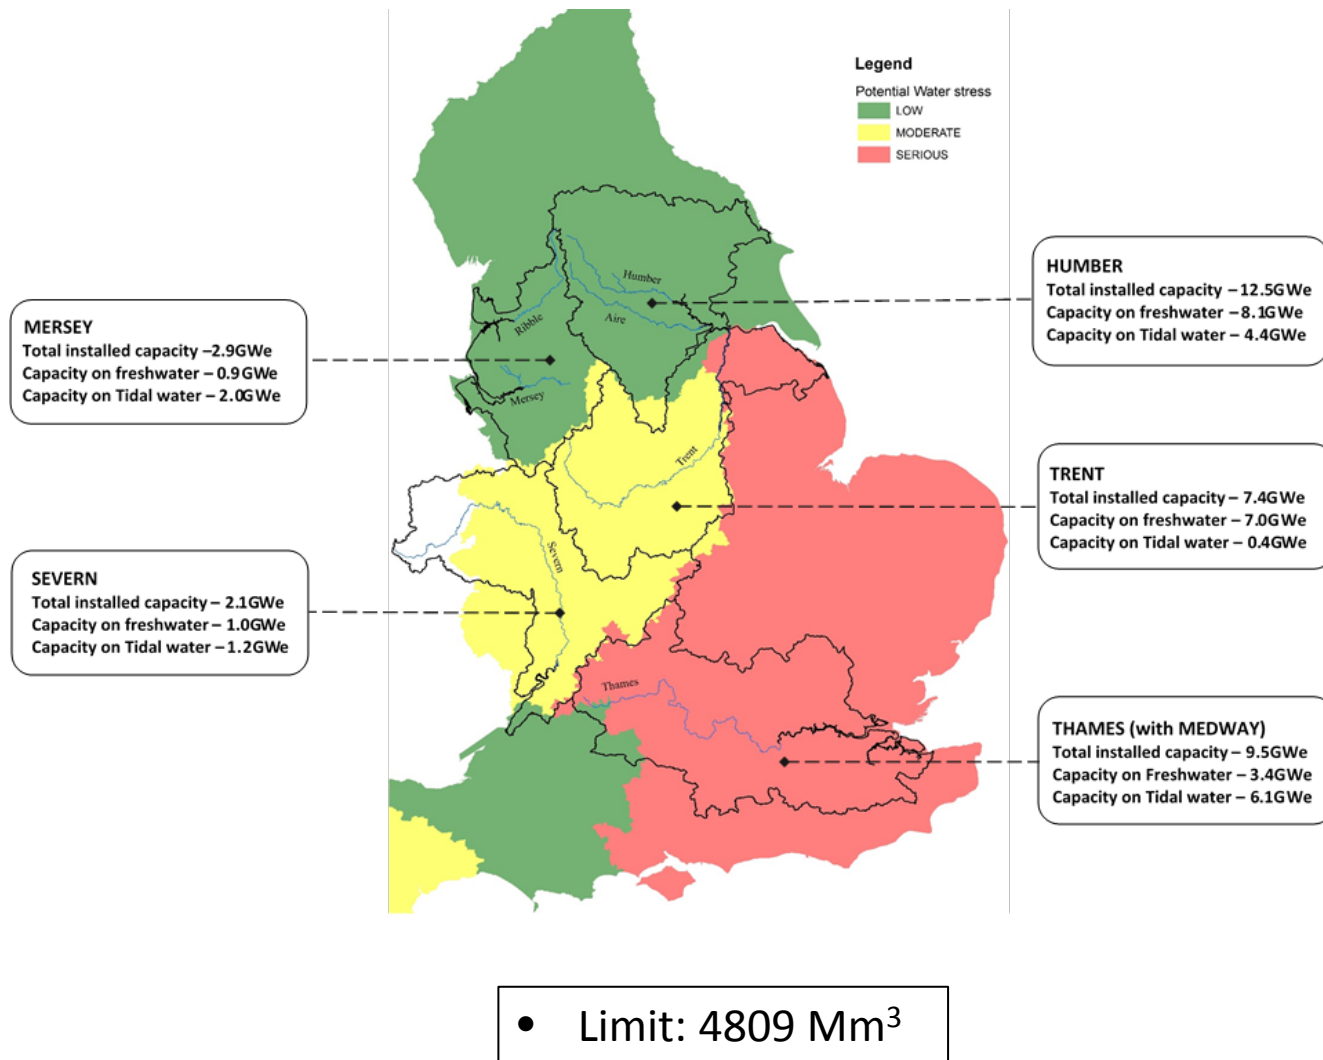 Legend
Potential Water stress
LOW
MODERATE
SERIOUS
HUMBER
Total installed capacity – 12.5GWe
Capacity on freshwater – 8.1GWe
Capacity on Tidal water – 4.4GWe
MERSEY
Total installed capacity –2.9GWe
Capacity on freshwater – 0.9GWe
Capacity on Tidal water – 2.0GWe
Humber
Aire
Ribble
Mersey
Trent
Severn
Thames
TRENT
Total installed capacity – 7.4GWe
Capacity on freshwater – 7.0GWe
Capacity on Tidal water – 0.4GWe
SEVERN
Total installed capacity – 2.1GWe
Capacity on freshwater – 1.0GWe
Capacity on Tidal water – 1.2GWe
THAMES (with MEDWAY)
Total installed capacity – 9.5GWe
Capacity on Freshwater – 3.4GWe
Capacity on Tidal water – 6.1GWe
• Limit: 4809 Mm³